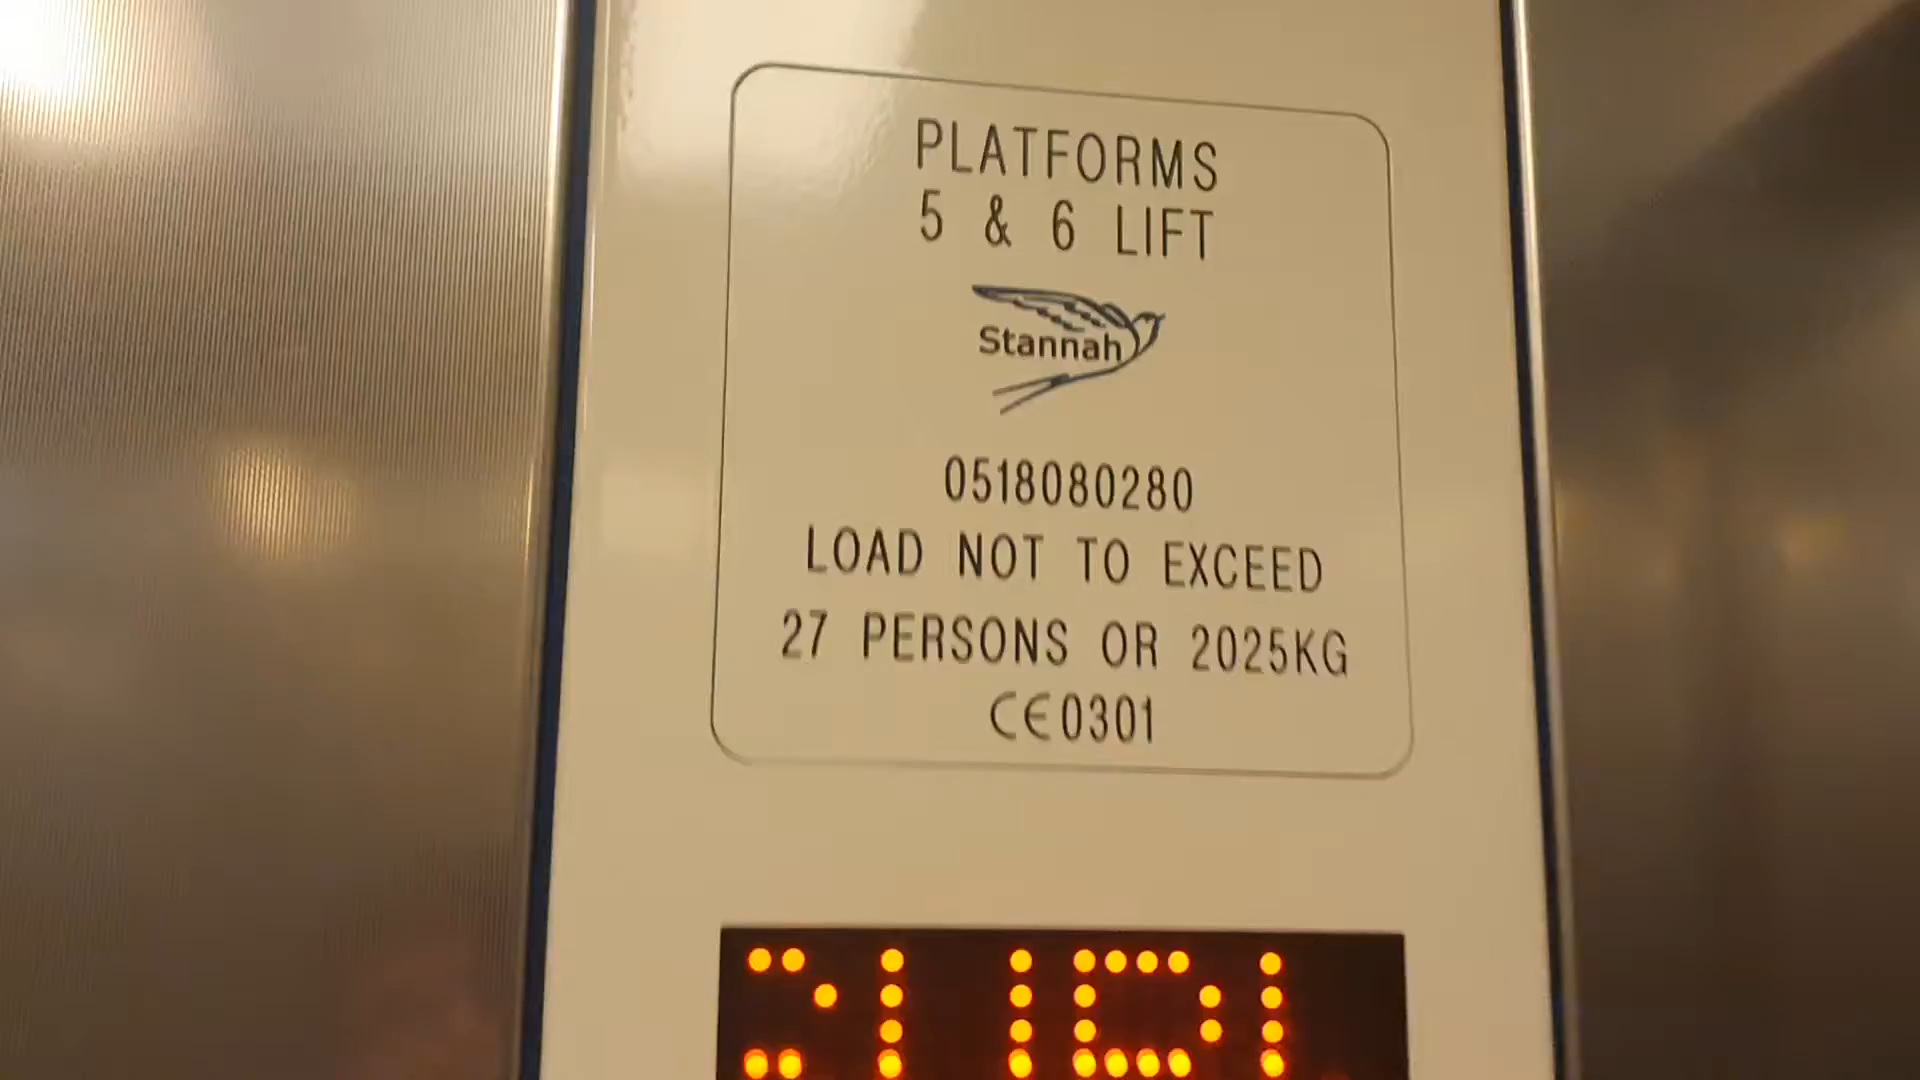 PLATFORMS
5 & 6 LIFT
Stannah
0518080280
LOAD NOT TO EXCEED
27 PERSONS OR 2025KG
CE0301